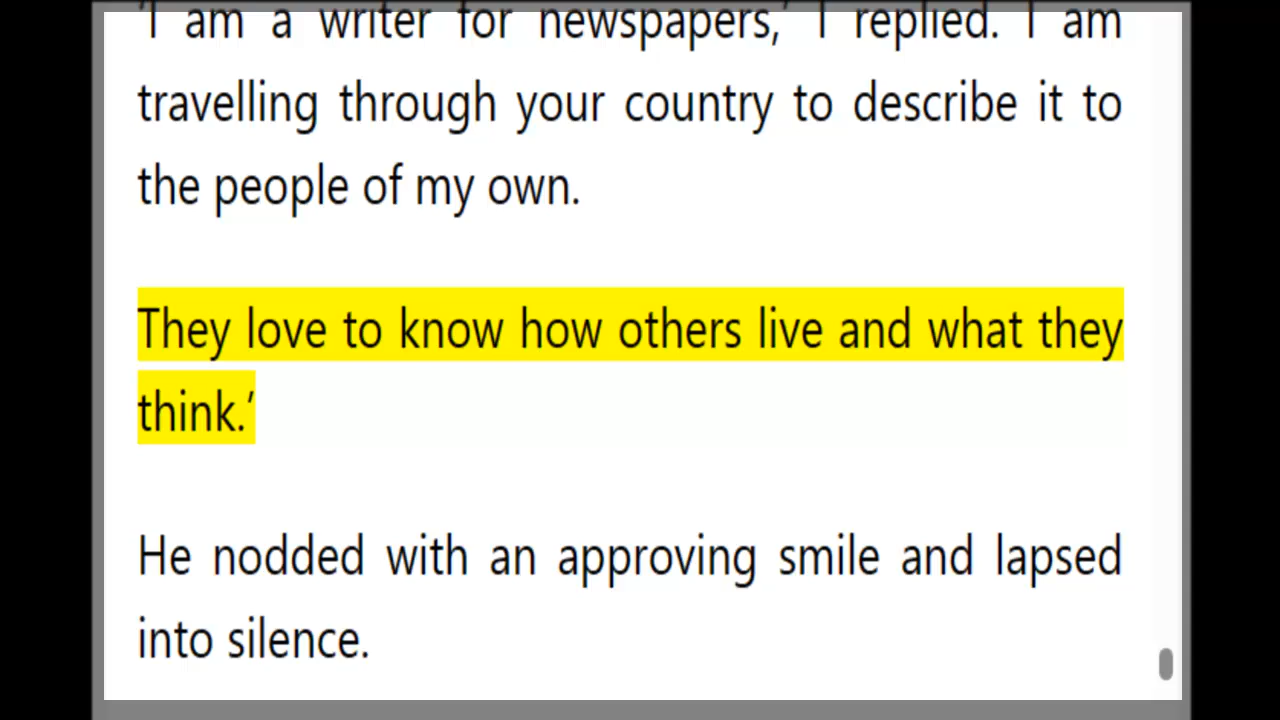 ‘I am a writer for newspapers,’ I replied. I am
travelling through your country to describe it to
the people of my own.
They love to know how others live and what they
think.’
He nodded with an approving smile and lapsed
into silence.